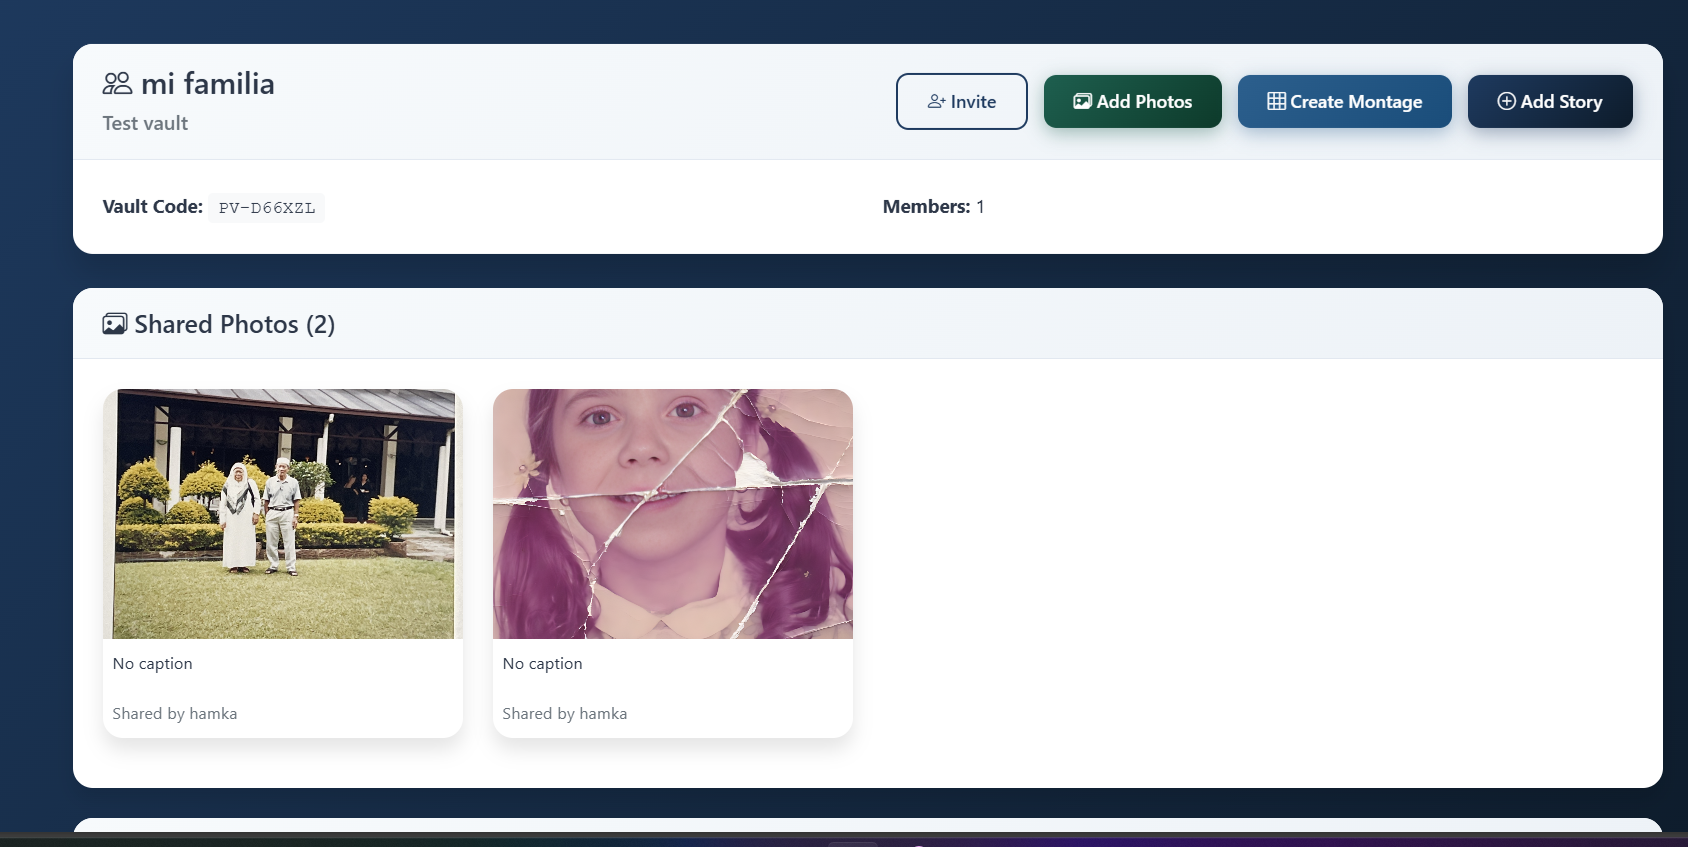 mi familia
Test vault
Invite
Add Photos
Create Montage
Add Story
Vault Code: PV-D66XZL
Members: 1
Shared Photos (2)
No caption
Shared by hamka
No caption
Shared by hamka